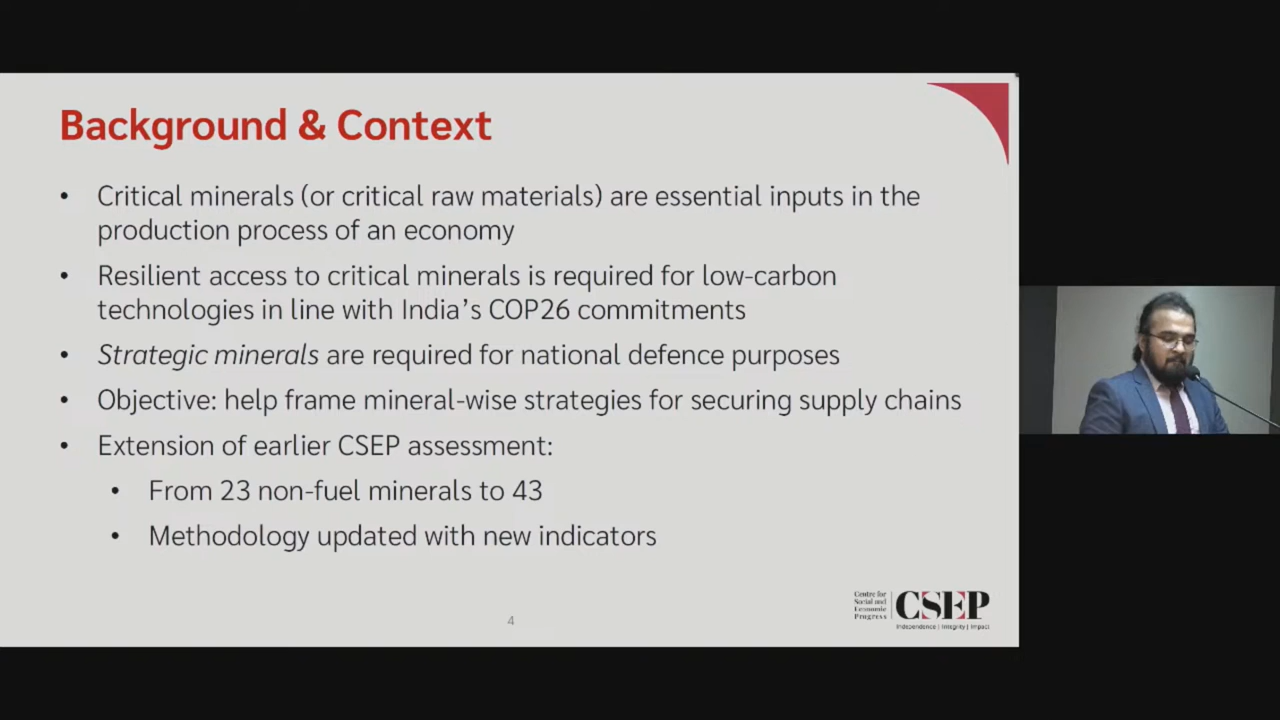 Background & Context
• Critical minerals (or critical raw materials) are essential inputs in the
production process of an economy
• Resilient access to critical minerals is required for low-carbon
technologies in line with India's COP26 commitments
• Strategic minerals are required for national defence purposes
• Objective: help frame mineral-wise strategies for securing supply chains
• Extension of earlier CSEP assessment:
• From 23 non-fuel minerals to 43
• Methodology updated with new indicators
Centre for
Social and
Economic
Progress
CSEP
Independence | Integrity | Impact
4